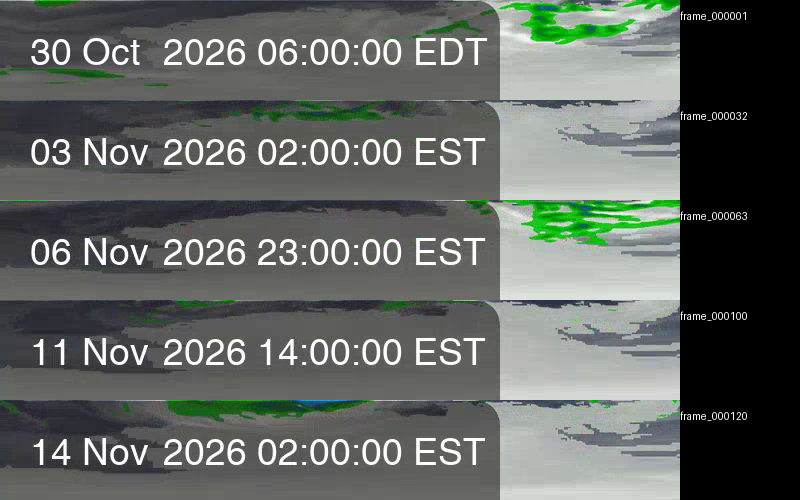 30 Oct 2026 06:00:00 EDT
frame_000001
03 Nov 2026 02:00:00 EST
frame_000032
06 Nov 2026 23:00:00 EST
frame_000063
11 Nov 2026 14:00:00 EST
frame_000100
14 Nov 2026 02:00:00 EST
frame_000120